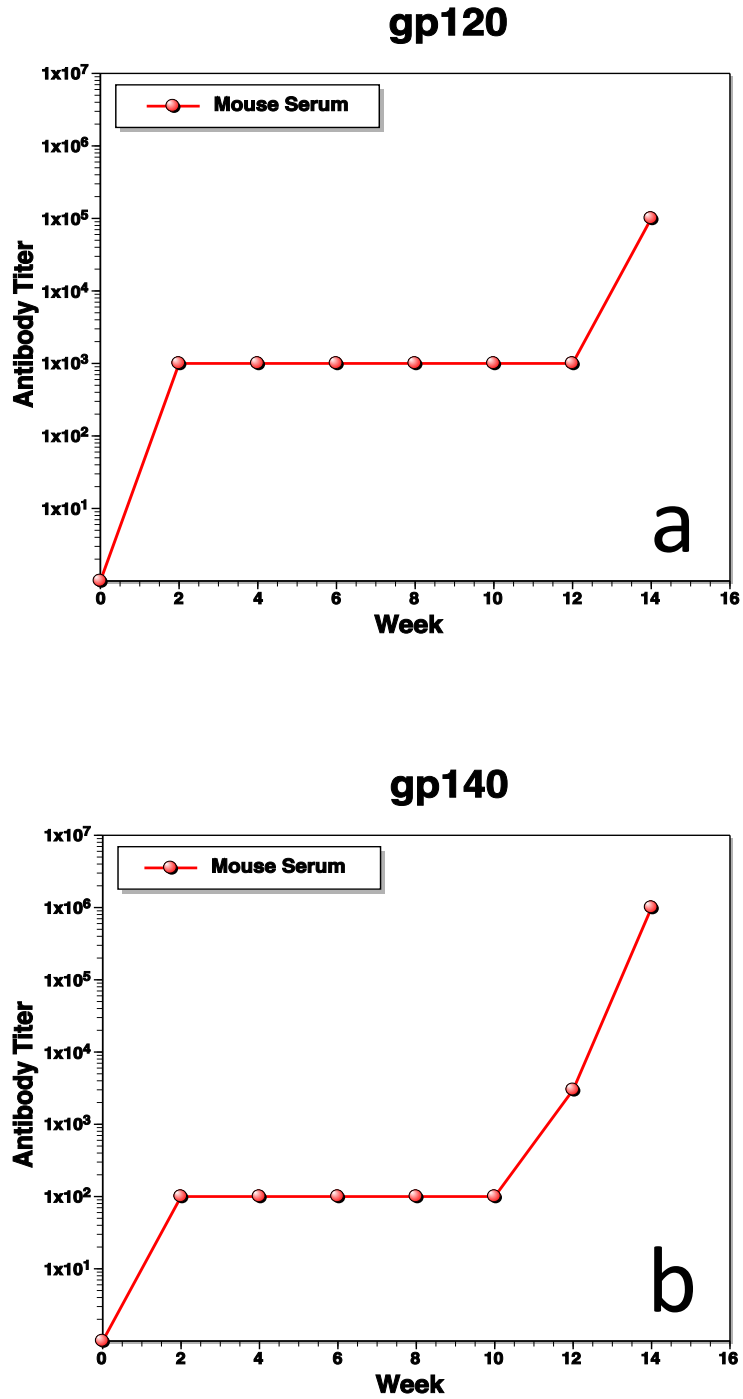 gp120
Mouse Serum
1x10⁷
1x10⁶
1x10⁵
1x10⁴
1x10³
1x10²
1x10¹
Antibody Titer
0 2 4 6 8 10 12 14 16
Week
a
gp140
Mouse Serum
1x10⁷
1x10⁶
1x10⁵
1x10⁴
1x10³
1x10²
1x10¹
Antibody Titer
0 2 4 6 8 10 12 14 16
Week
b